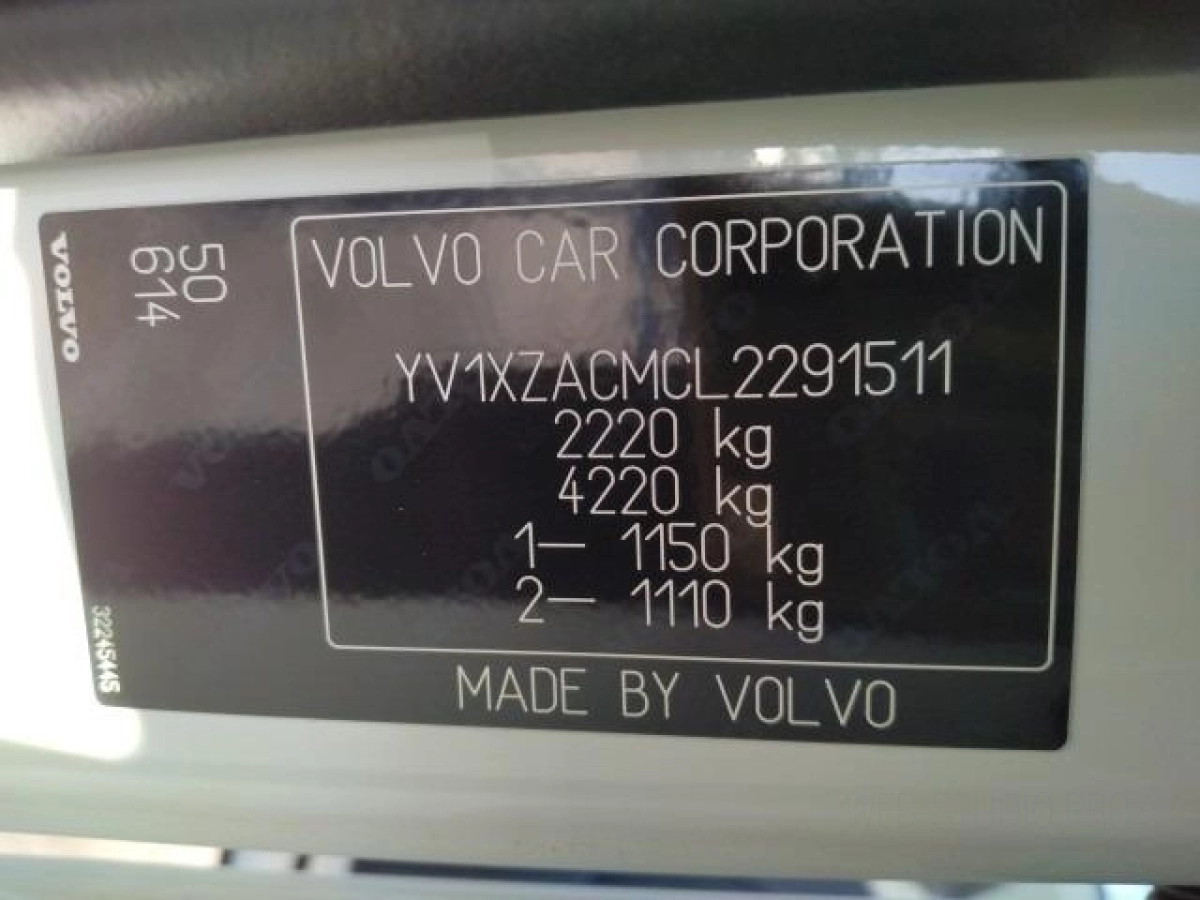 VOLVO
50
614
32245445
VOLVO CAR CORPORATION
YV1XZACMCL2291511
2220 kg
4220 kg
1– 1150 kg
2– 1110 kg
MADE BY VOLVO